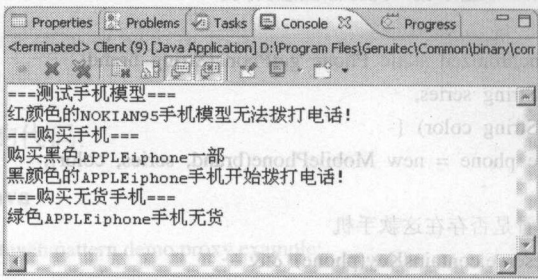 Properties Problems Tasks Console Progress
<terminated> Client (9) [Java Application] D:\Program Files\Genuitec\Common\binary\com
===测试手机模型===
红颜色的NOKIAN95手机模型无法拨打电话!
===购买手机===
购买黑色APPLEiphone一部
黑颜色的APPLEiphone手机开始拨打电话!
===购买无货手机===
绿色APPLEiphone手机无货